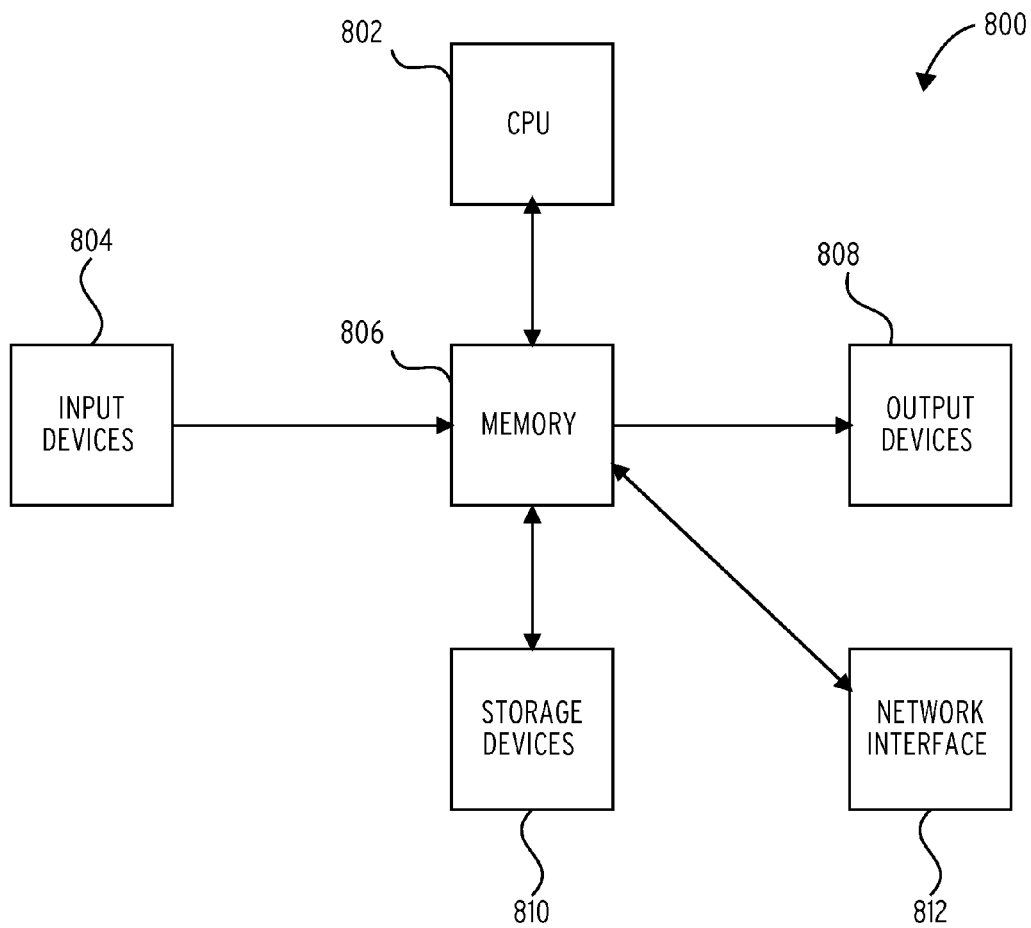 802
800
CPU
804
808
806
INPUT
DEVICES
MEMORY
OUTPUT
DEVICES
STORAGE
DEVICES
NETWORK
INTERFACE
810
812